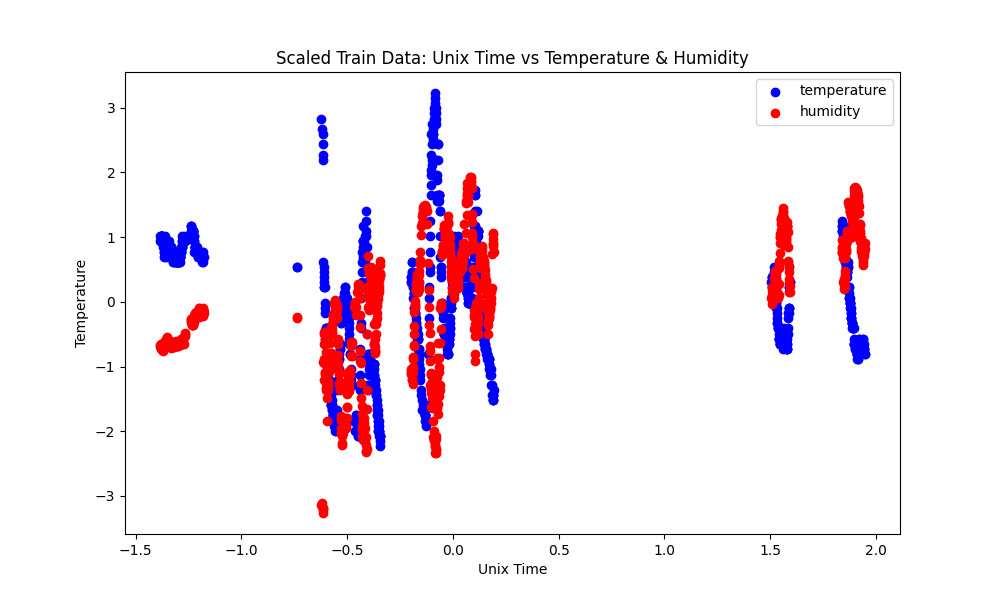 Scaled Train Data: Unix Time vs Temperature & Humidity
temperature
humidity
Temperature
3
2
1
0
−1
−2
−3
−1.5 −1.0 −0.5 0.0 0.5 1.0 1.5 2.0
Unix Time